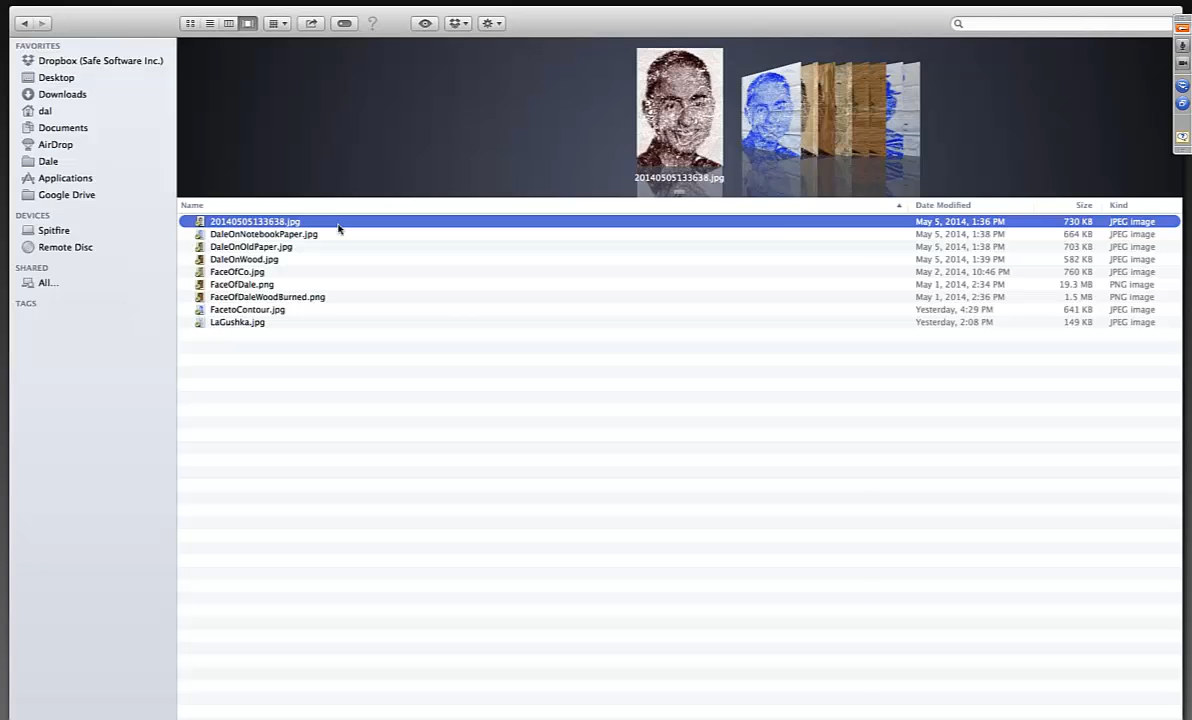 FAVORITES
Dropbox (Safe Software Inc.)
Desktop
Downloads
dal
Documents
AirDrop
Dale
Applications
Google Drive
DEVICES
Spitfire
Remote Disc
SHARED
All...
TAGS
20140505133638.jpg
Name Date Modified Size Kind
20140505133638.jpg May 5, 2014, 1:36 PM 730 KB JPEG image
DaleOnNotebookPaper.jpg May 5, 2014, 1:38 PM 664 KB JPEG image
DaleOnOldPaper.jpg May 5, 2014, 1:38 PM 703 KB JPEG image
DaleOnWood.jpg May 5, 2014, 1:39 PM 582 KB JPEG image
FaceOfCo.jpg May 2, 2014, 10:46 PM 760 KB JPEG image
FaceOfDale.png May 1, 2014, 2:34 PM 19.3 MB PNG image
FaceOfDaleWoodBurned.png May 1, 2014, 2:36 PM 1.5 MB PNG image
FacetoContour.jpg Yesterday, 4:29 PM 641 KB JPEG image
LaGushka.jpg Yesterday, 2:08 PM 149 KB JPEG image